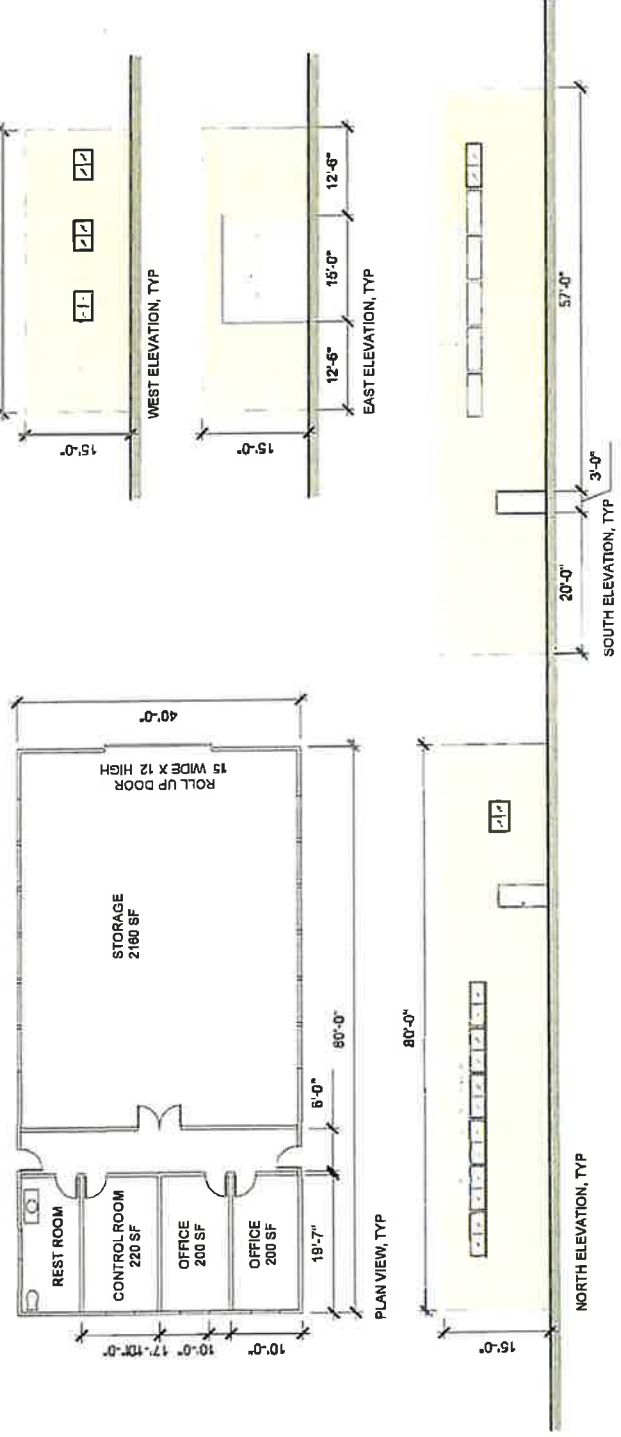 REST ROOM
CONTROL ROOM
220 SF
OFFICE
200 SF
OFFICE
200 SF
STORAGE
2160 SF
ROLL UP DOOR
15 WIDE X 12 HIGH
40'-0"
10'-0"
10'-0"
19'-7"
6'-0"
80'-0"
PLAN VIEW, TYP
15'-0"
WEST ELEVATION, TYP
15'-0"
12'-6"
15'-0"
12'-6"
EAST ELEVATION, TYP
80'-0"
15'-0"
NORTH ELEVATION, TYP
20'-0"
3'-0"
57'-0"
SOUTH ELEVATION, TYP